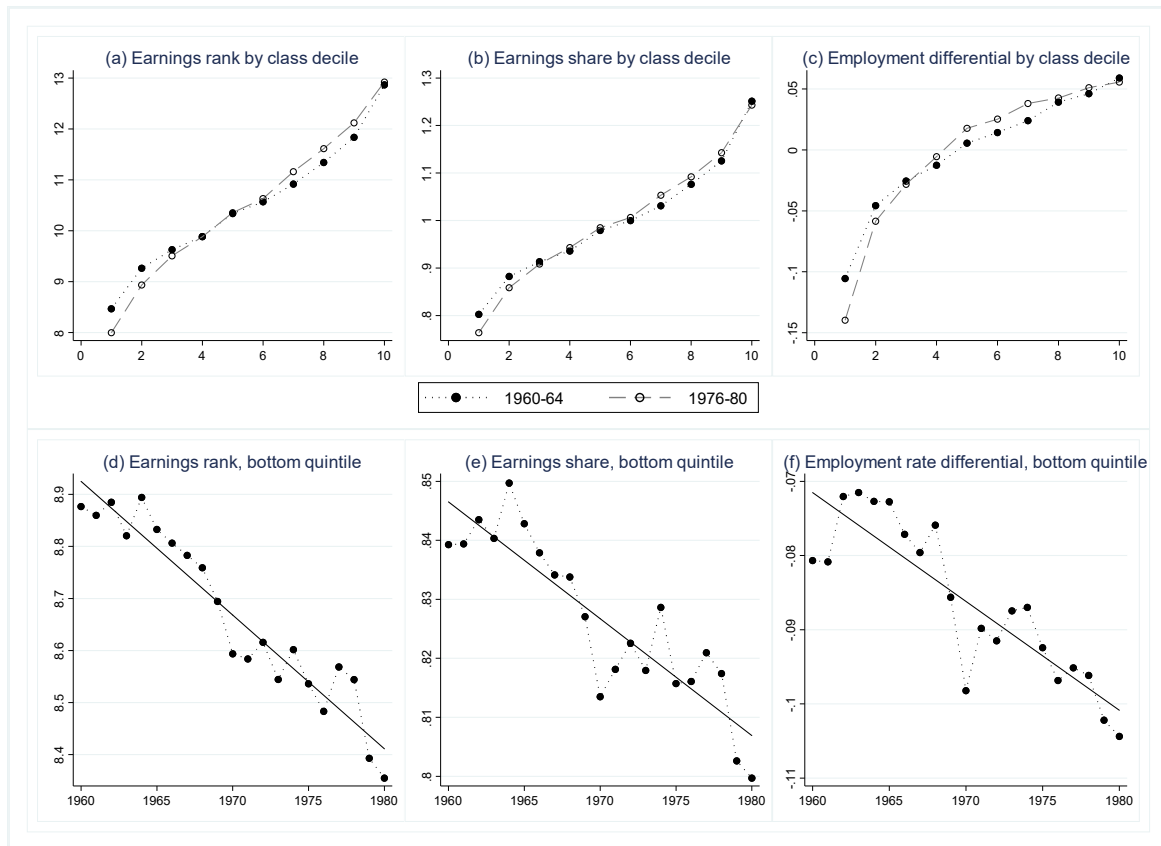 (a) Earnings rank by class decile
13
12
11
10
9
8
0 2 4 6 8 10
(b) Earnings share by class decile
1.3
1.2
1.1
1
.9
.8
0 2 4 6 8 10
(c) Employment differential by class decile
.05
0
-.05
-.1
-.15
0 2 4 6 8 10
1960-64 1976-80
(d) Earnings rank, bottom quintile
8.9
8.8
8.7
8.6
8.5
8.4
1960 1965 1970 1975 1980
(e) Earnings share, bottom quintile
.85
.84
.83
.82
.81
.8
1960 1965 1970 1975 1980
(f) Employment rate differential, bottom quintile
-.07
-.08
-.09
-.1
-.11
1960 1965 1970 1975 1980